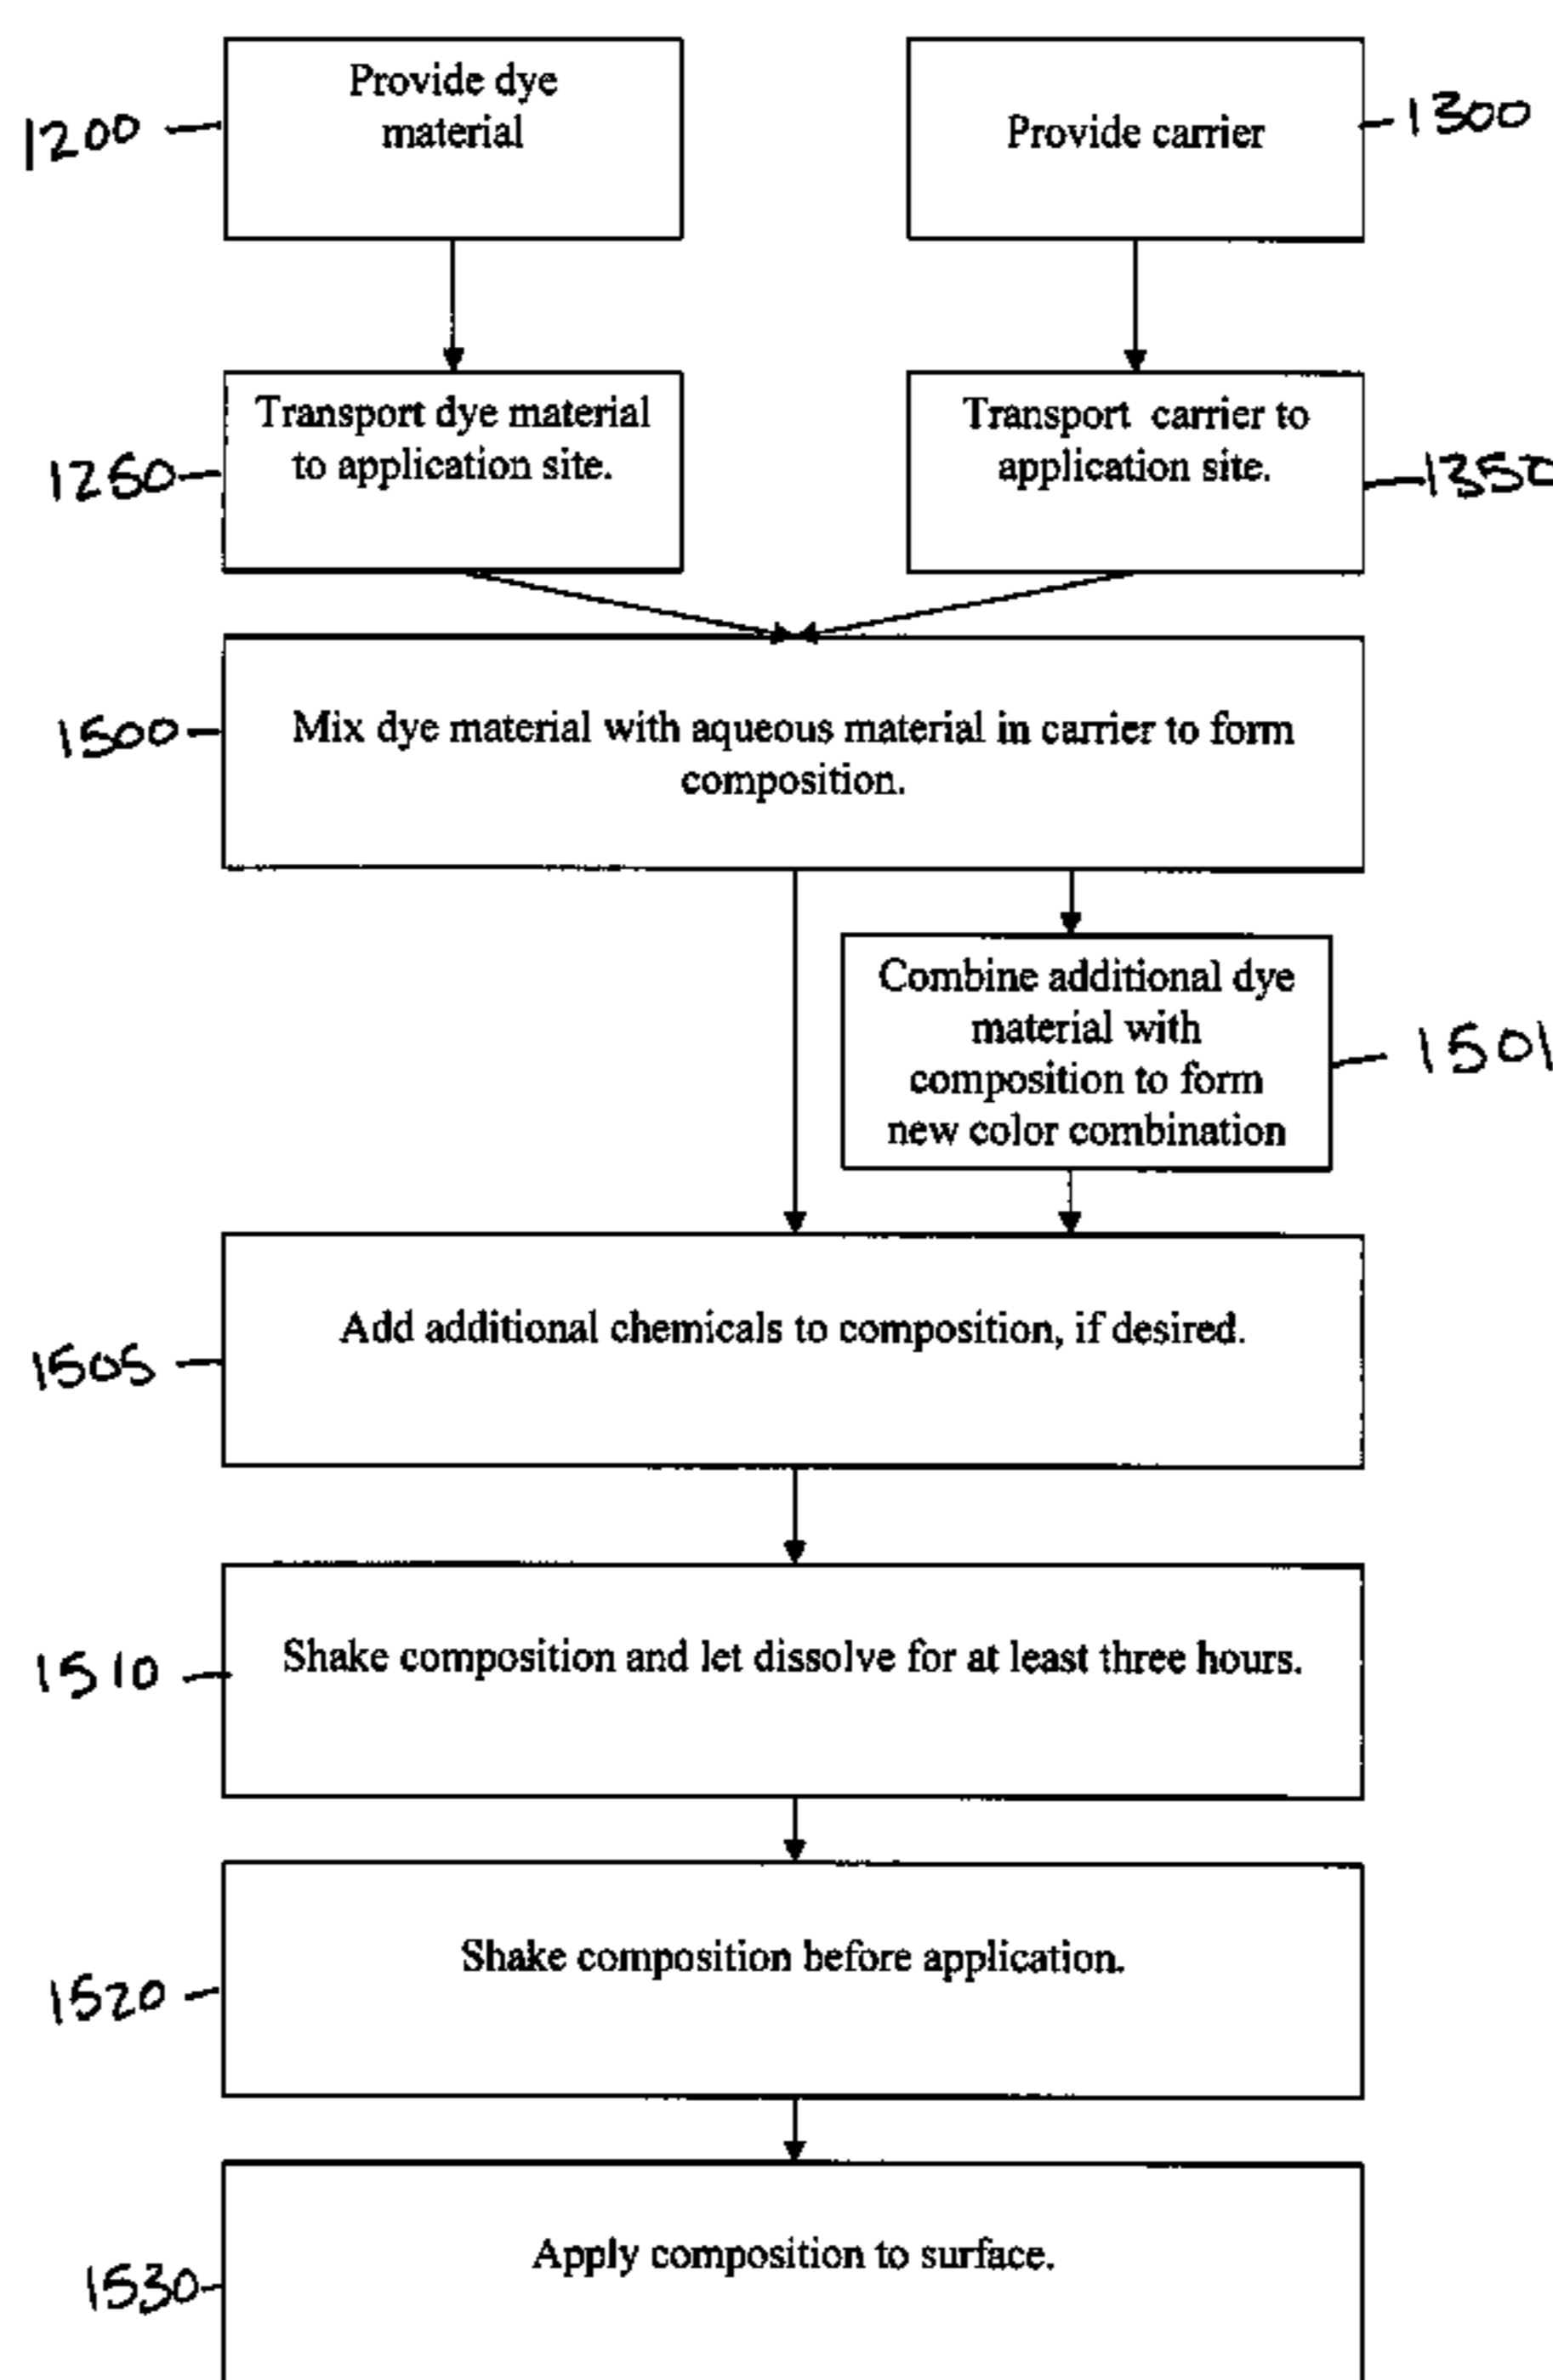 Provide dye
material
1200
Provide carrier
1300
Transport dye material
to application site.
1250
Transport carrier to
application site.
1350
Mix dye material with aqueous material in carrier to form
composition.
1500
Combine additional dye
material with
composition to form
new color combination
1501
Add additional chemicals to composition, if desired.
1505
Shake composition and let dissolve for at least three hours.
1510
Shake composition before application.
1520
Apply composition to surface.
1530